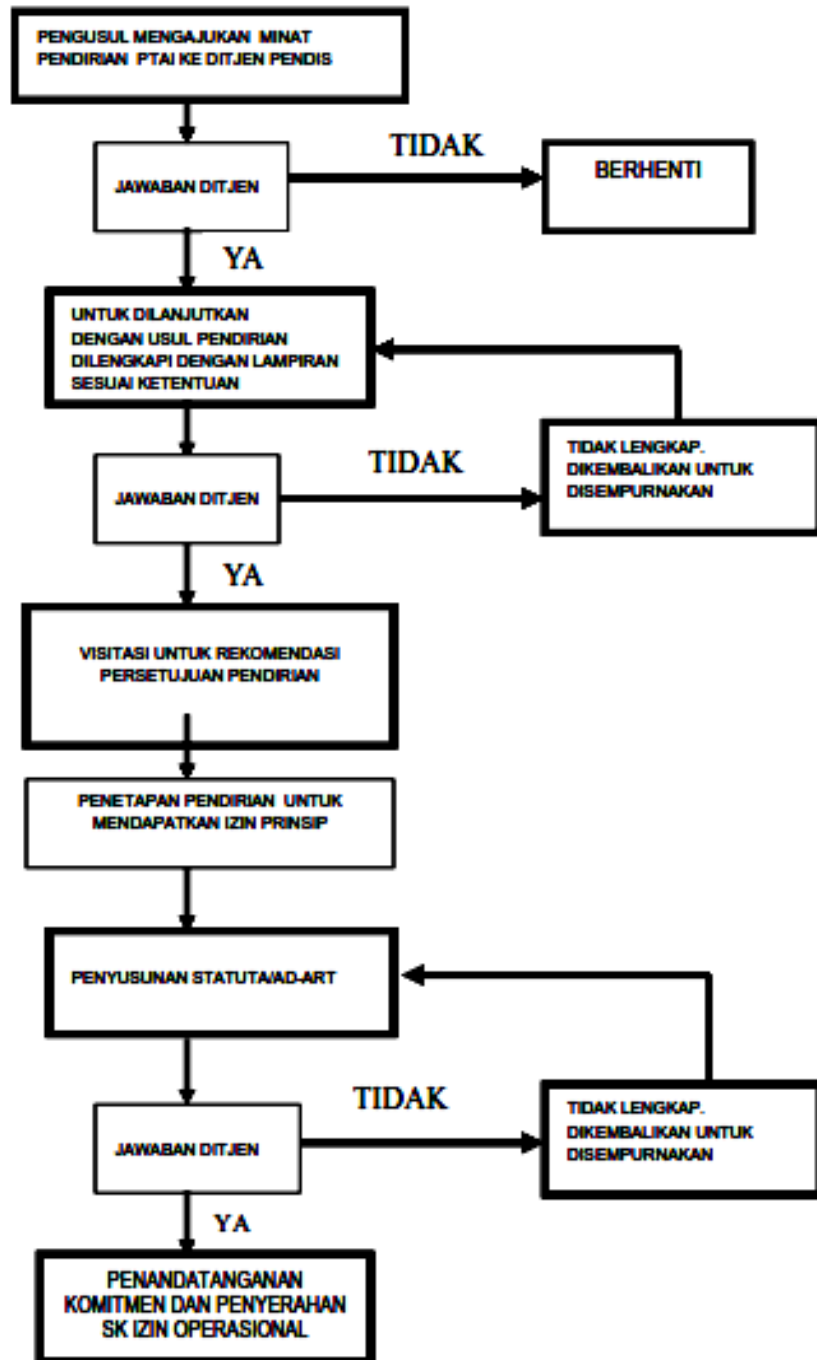 PENGUSUL MENGAJUKAN MINAT
PENDIRIAN PTAI KE DITJEN PENDIS
JAWABAN DITJEN
TIDAK
BERHENTI
YA
UNTUK DILANJUTKAN
DENGAN USUL PENDIRIAN
DILENGKAPI DENGAN LAMPIRAN
SESUAI KETENTUAN
JAWABAN DITJEN
TIDAK
TIDAK LENGKAP.
DIKEMBALIKAN UNTUK
DISEMPURNAKAN
YA
VISITASI UNTUK REKOMENDASI
PERSETUJUAN PENDIRIAN
PENETAPAN PENDIRIAN UNTUK
MENDAPATKAN IZIN PRINSIP
PENYUSUNAN STATUTA/AD-ART
JAWABAN DITJEN
TIDAK
TIDAK LENGKAP.
DIKEMBALIKAN UNTUK
DISEMPURNAKAN
YA
PENANDATANGANAN
KOMITMEN DAN PENYERAHAN
SK IZIN OPERASIONAL